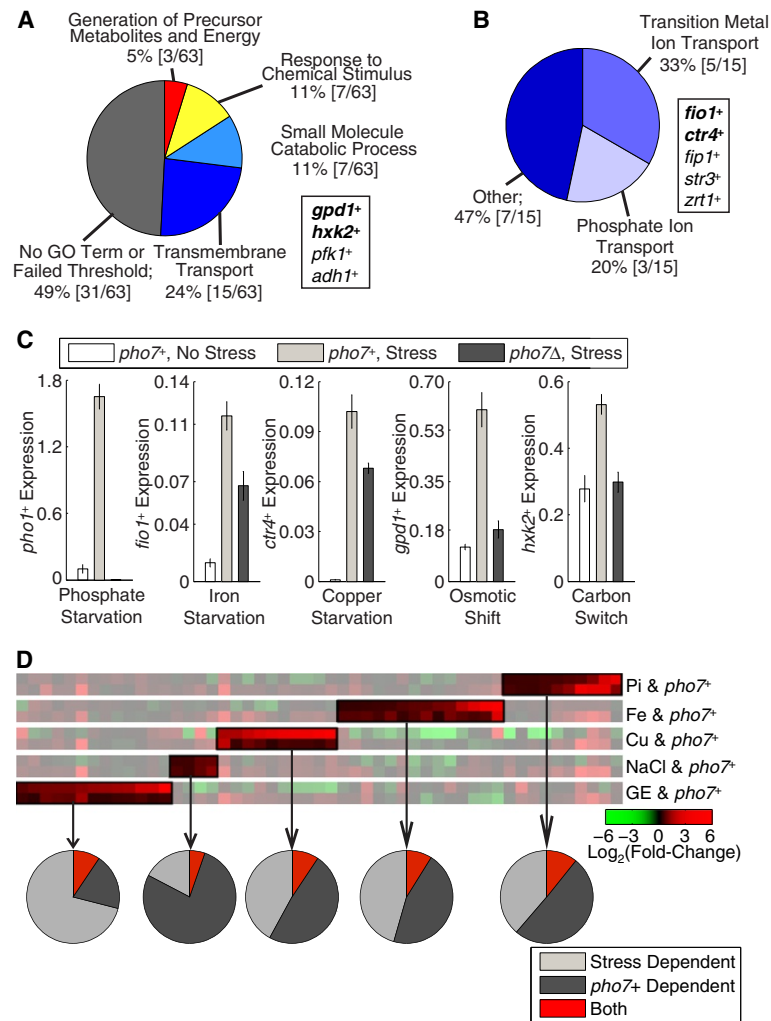 A
Generation of Precursor
Metabolites and Energy
5% [3/63]
Response to
Chemical Stimulus
11% [7/63]
Small Molecule
Catabolic Process
11% [7/63]
gpd1+
hxk2+
pfk1+
adh1+
No GO Term or
Failed Threshold;
49% [31/63]
Transmembrane
Transport
24% [15/63]
B
Transition Metal
Ion Transport
33% [5/15]
fio1+
ctr4+
fip1+
str3+
zrt1+
Other;
47% [7/15]
Phosphate Ion
Transport
20% [3/15]
C
pho7+, No Stress
pho7+, Stress
pho7Δ, Stress
pho1+ Expression
1.8
1.2
0.6
0
Phosphate
Starvation
fio1+ Expression
0.14
0.11
0.07
0.04
0
Iron
Starvation
ctr4+ Expression
0.12
0.09
0.06
0.03
0
Copper
Starvation
gpd1+ Expression
0.70
0.53
0.35
0.18
0
Osmotic
Shift
hxk2+ Expression
0.6
0.4
0.2
0
Carbon
Switch
D
Pi & pho7+
Fe & pho7+
Cu & pho7+
NaCl & pho7+
GE & pho7+
−6 −3 0 3 6
Log2(Fold-Change)
Stress Dependent
pho7+ Dependent
Both